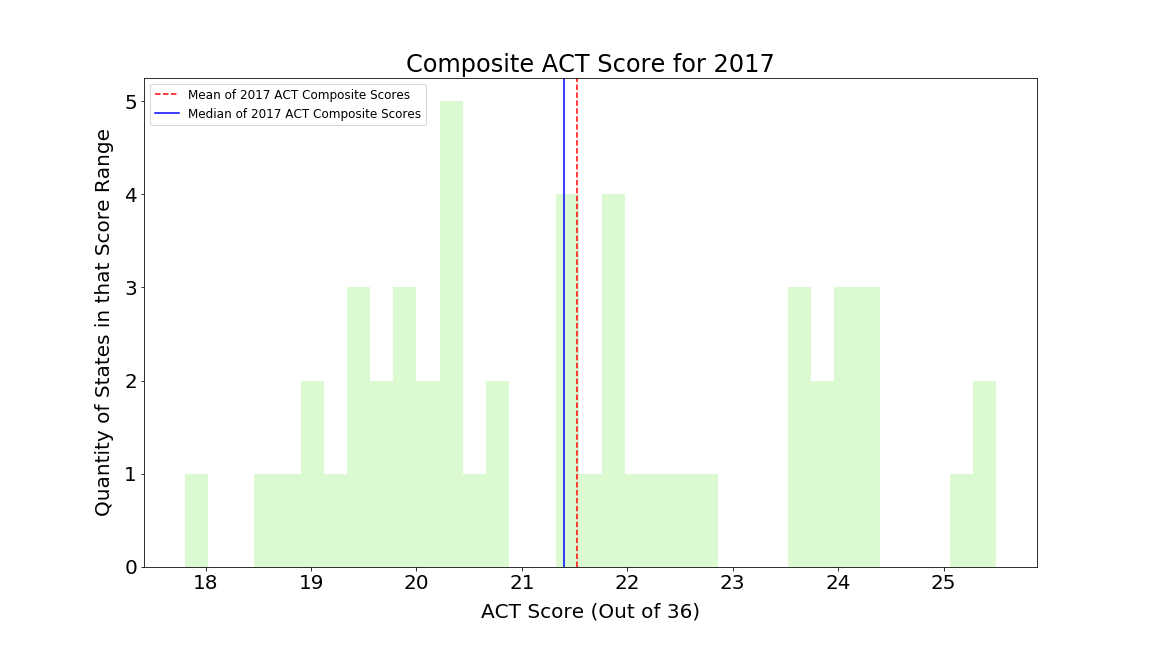 Composite ACT Score for 2017
Mean of 2017 ACT Composite Scores
Median of 2017 ACT Composite Scores
Quantity of States in that Score Range
5
4
3
2
1
0
18 19 20 21 22 23 24 25
ACT Score (Out of 36)